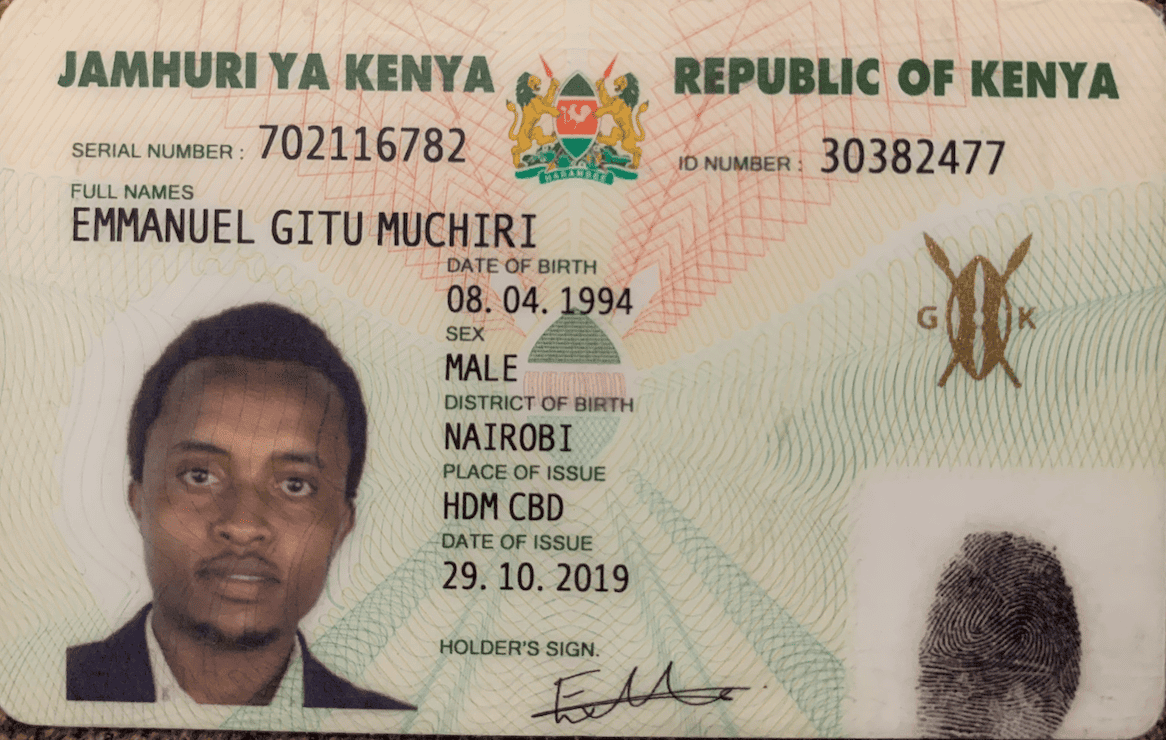 JAMHURI YA KENYA
REPUBLIC OF KENYA
SERIAL NUMBER : 702116782
ID NUMBER : 30382477
HARAMBEE
FULL NAMES
EMMANUEL GITU MUCHIRI
DATE OF BIRTH
08. 04. 1994
SEX
MALE
G K
DISTRICT OF BIRTH
NAIROBI
PLACE OF ISSUE
HDM CBD
DATE OF ISSUE
29. 10. 2019
HOLDER'S SIGN.